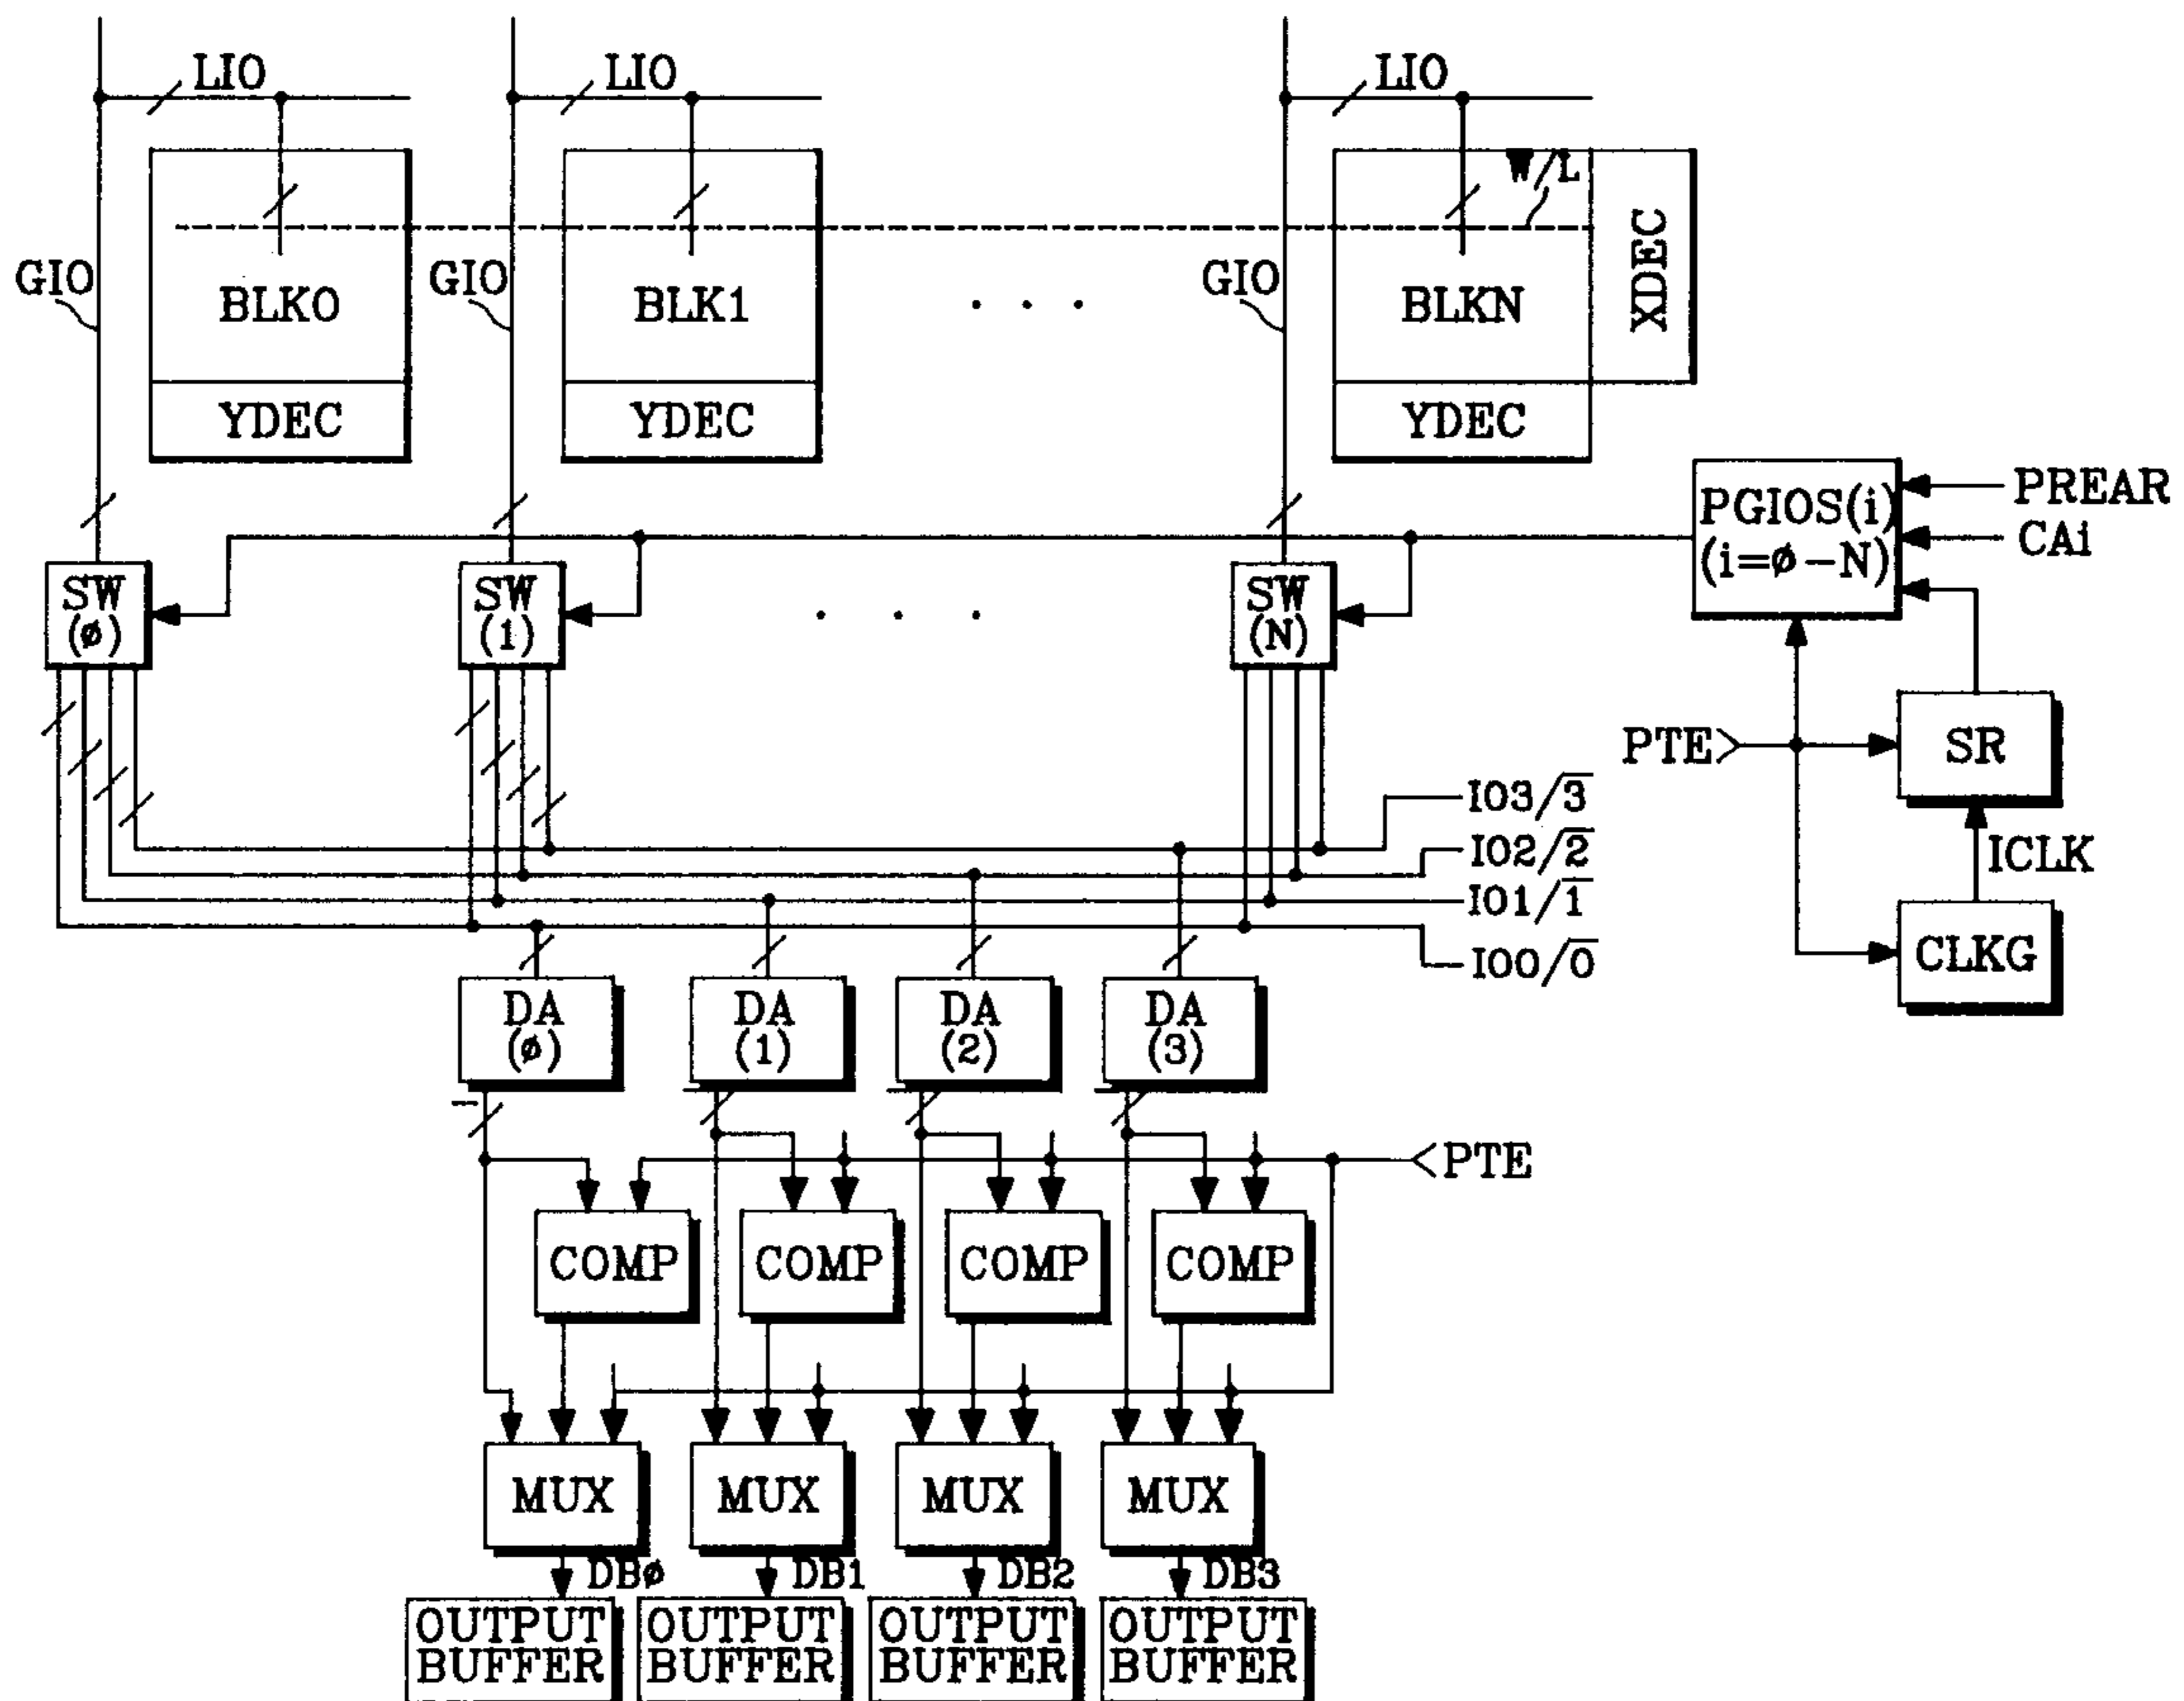 LIO
LIO
LIO
W/L
XDEC
GIO
GIO
GIO
BLK0
BLK1
. . .
BLKN
YDEC
YDEC
YDEC
PGIOS(i)
(i=ø-N)
PREAR
CAi
SW
(ø)
SW
(1)
. . .
SW
(N)
PTE
SR
IO3/3̅
IO2/2̅
IO1/1̅
IO0/0̅
ICLK
CLKG
DA
(ø)
DA
(1)
DA
(2)
DA
(3)
PTE
COMP
COMP
COMP
COMP
MUX
MUX
MUX
MUX
DBø
DB1
DB2
DB3
OUTPUT
BUFFER
OUTPUT
BUFFER
OUTPUT
BUFFER
OUTPUT
BUFFER